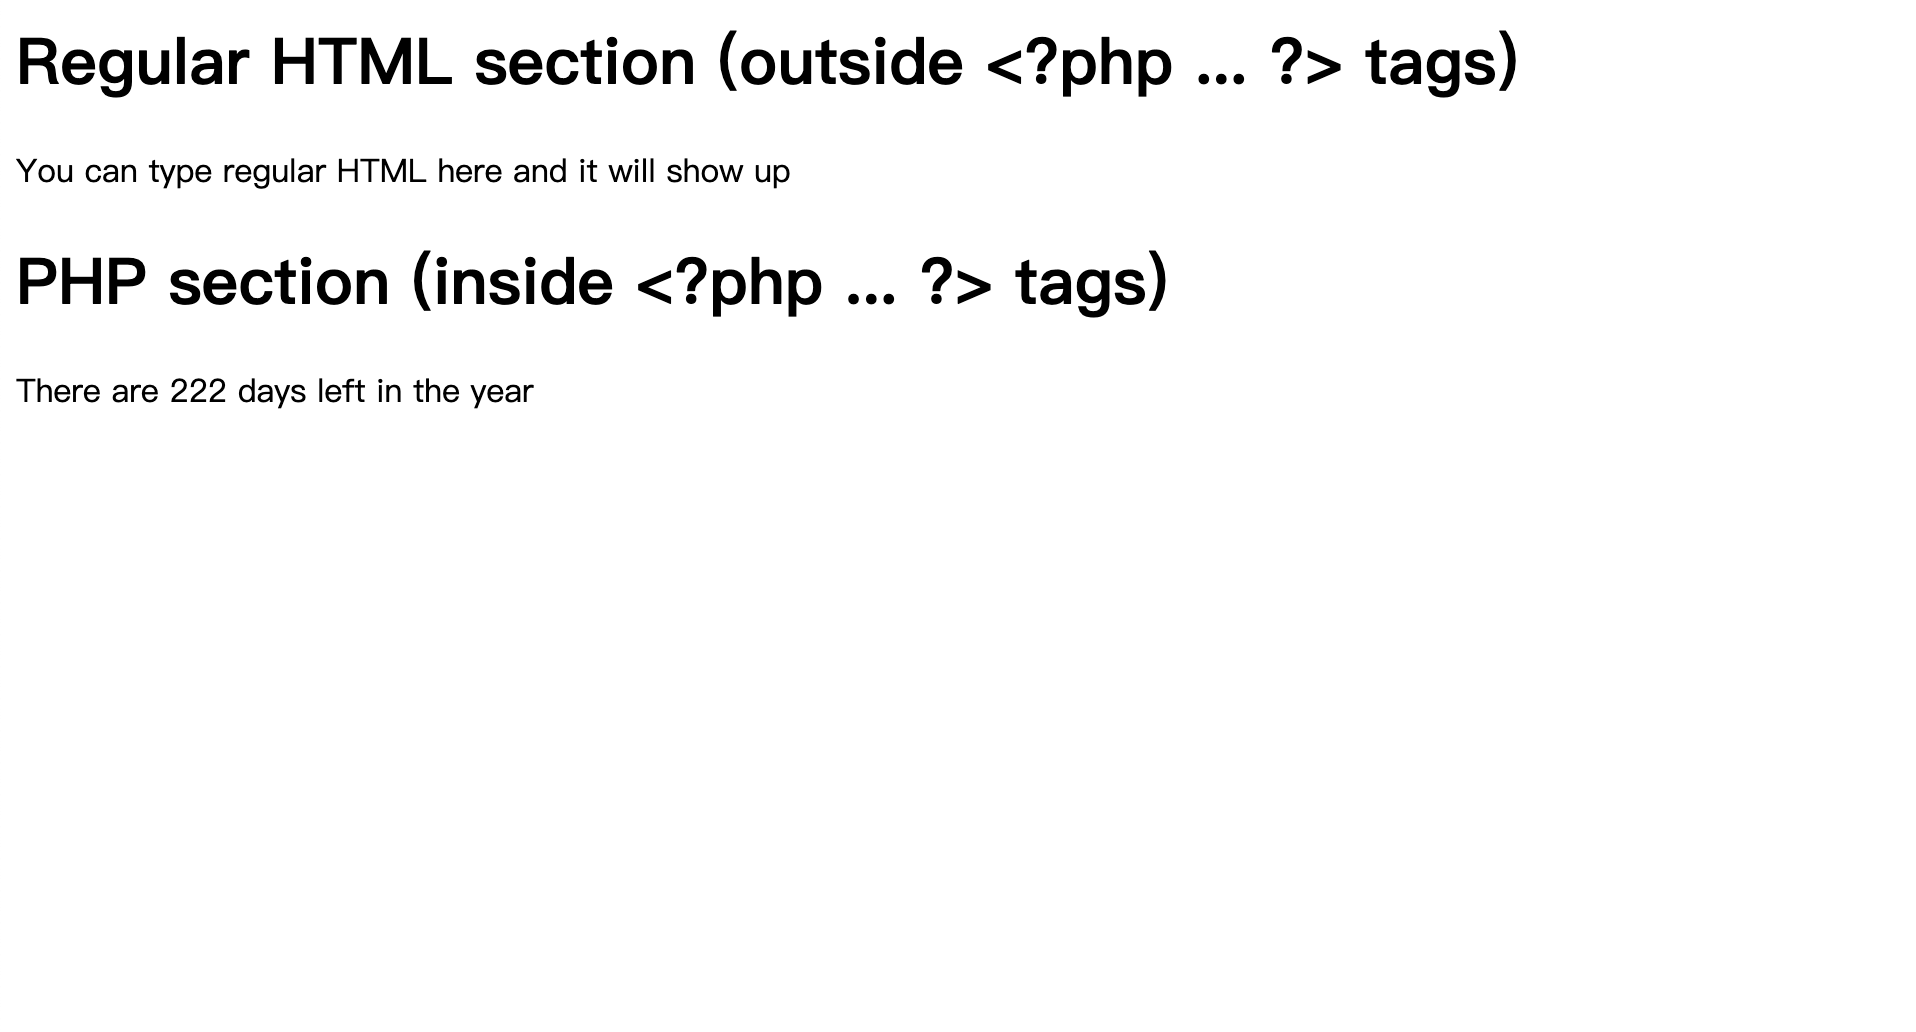 Regular HTML section (outside <?php ... ?> tags)
You can type regular HTML here and it will show up
PHP section (inside <?php ... ?> tags)
There are 222 days left in the year